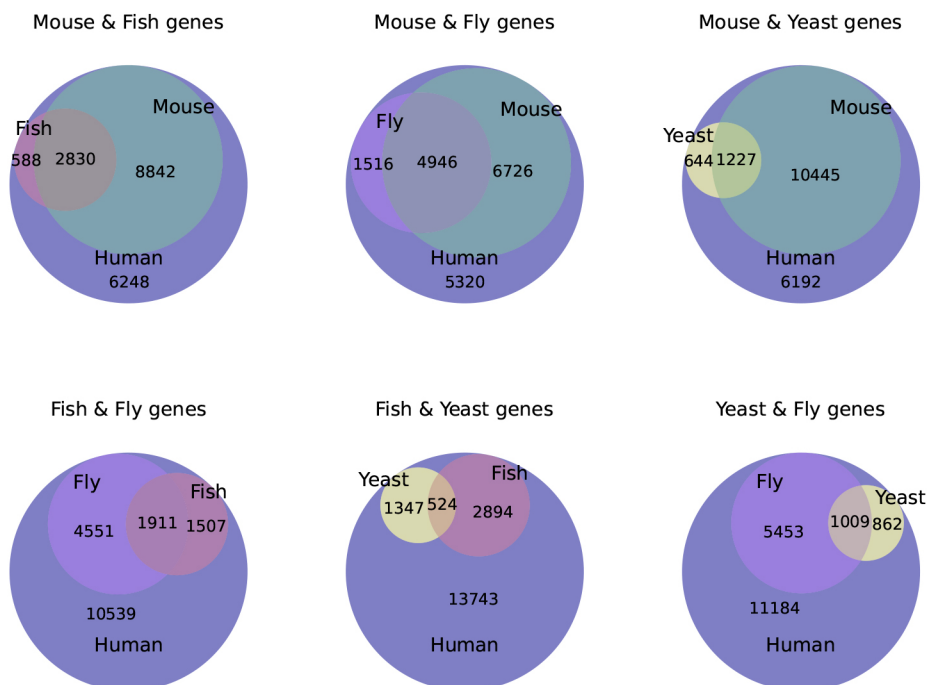 Mouse & Fish genes
Mouse & Fly genes
Mouse & Yeast genes
Mouse
Fish
588
2830
8842
Human
6248
Mouse
Fly
1516
4946
6726
Human
5320
Mouse
Yeast
644
1227
10445
Human
6192
Fish & Fly genes
Fish & Yeast genes
Yeast & Fly genes
Fly
Fish
4551
1911
1507
10539
Human
Yeast
Fish
1347
524
2894
13743
Human
Fly
Yeast
5453
1009
862
11184
Human